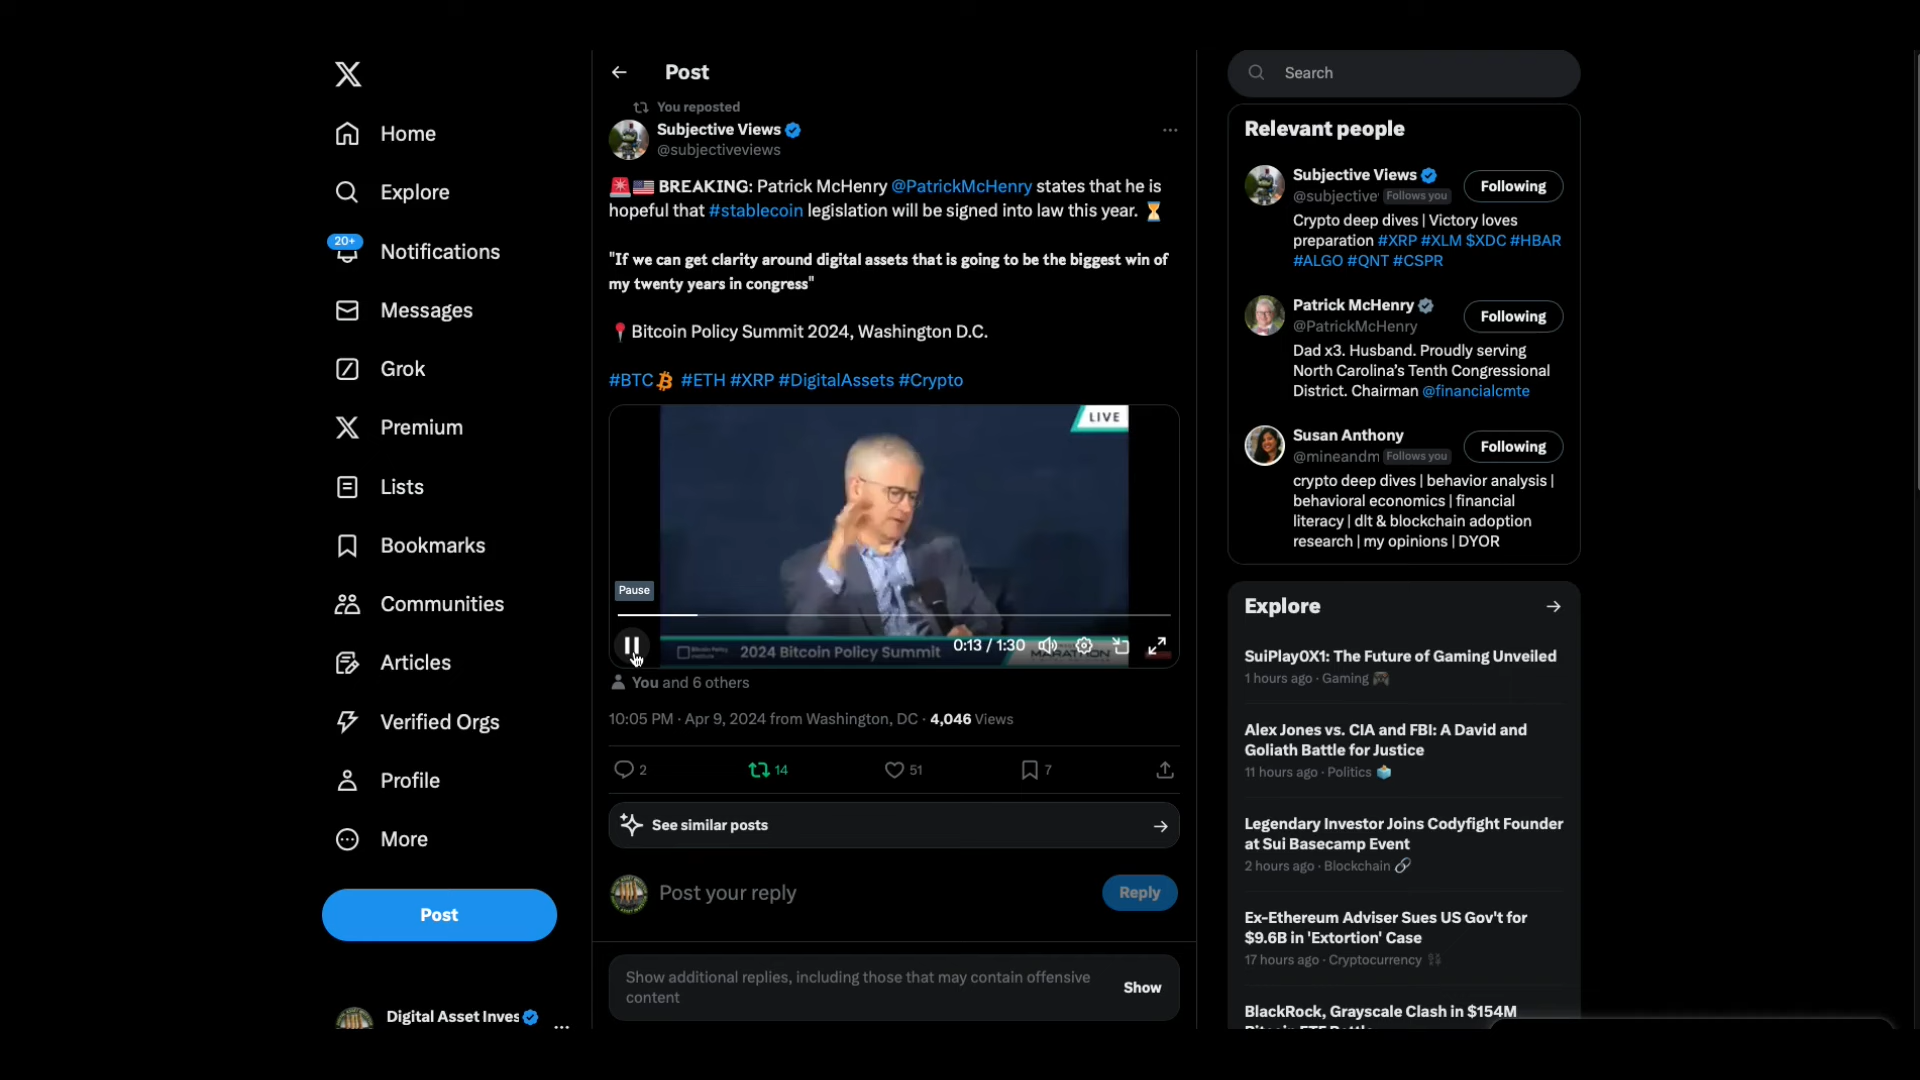 Home
Explore
20+
Notifications
Messages
Grok
Premium
Lists
Bookmarks
Communities
Articles
Verified Orgs
Profile
More
Post
Digital Asset Inves
Post
You reposted
Subjective Views
@subjectiveviews
BREAKING: Patrick McHenry @PatrickMcHenry states that he is
hopeful that #stablecoin legislation will be signed into law this year.
"If we can get clarity around digital assets that is going to be the biggest win of
my twenty years in congress"
Bitcoin Policy Summit 2024, Washington D.C.
#BTC #ETH #XRP #DigitalAssets #Crypto
LIVE
Pause
0:13 / 1:30
2024 Bitcoin Policy Summit
MARATHON
You and 6 others
10:05 PM · Apr 9, 2024 from Washington, DC · 4,046 Views
2
14
51
7
See similar posts
Post your reply
Reply
Show additional replies, including those that may contain offensive
content
Show
Search
Relevant people
Subjective Views
Following
@subjective Follows you
Crypto deep dives | Victory loves
preparation #XRP #XLM $XDC #HBAR
#ALGO #QNT #CSPR
Patrick McHenry
Following
@PatrickMcHenry
Dad x3. Husband. Proudly serving
North Carolina’s Tenth Congressional
District. Chairman @financialcmte
Susan Anthony
Following
@mineandm Follows you
crypto deep dives | behavior analysis |
behavioral economics | financial
literacy | dlt & blockchain adoption
research | my opinions | DYOR
Explore
SuiPlay0X1: The Future of Gaming Unveiled
1 hours ago · Gaming
Alex Jones vs. CIA and FBI: A David and
Goliath Battle for Justice
11 hours ago · Politics
Legendary Investor Joins Codyfight Founder
at Sui Basecamp Event
2 hours ago · Blockchain
Ex-Ethereum Adviser Sues US Gov't for
$9.6B in 'Extortion' Case
17 hours ago · Cryptocurrency
BlackRock, Grayscale Clash in $154M